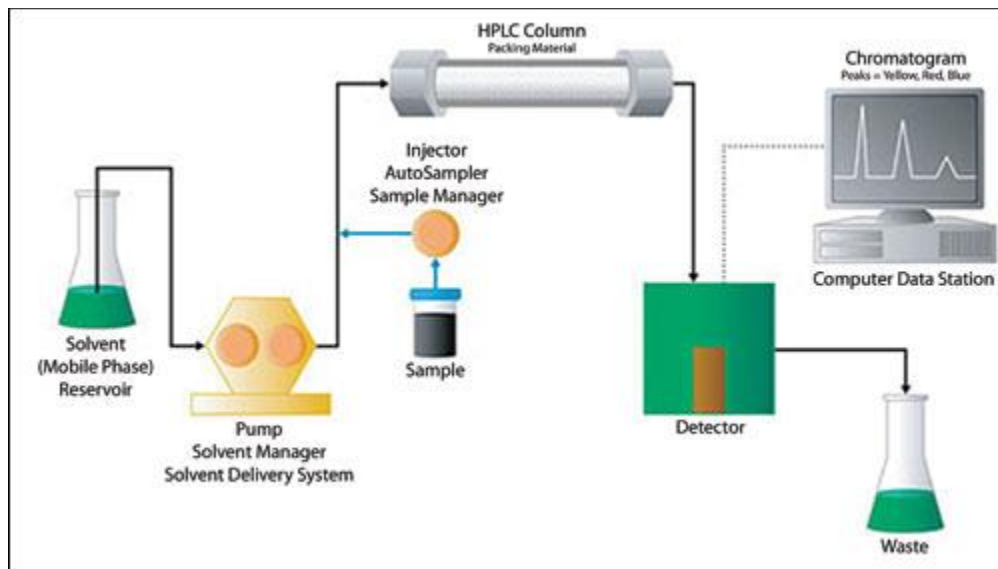 HPLC Column
Packing Material
Chromatogram
Peaks = Yellow, Red, Blue
Injector
AutoSampler
Sample Manager
Computer Data Station
Solvent
(Mobile Phase)
Reservoir
Sample
Pump
Solvent Manager
Solvent Delivery System
Detector
Waste